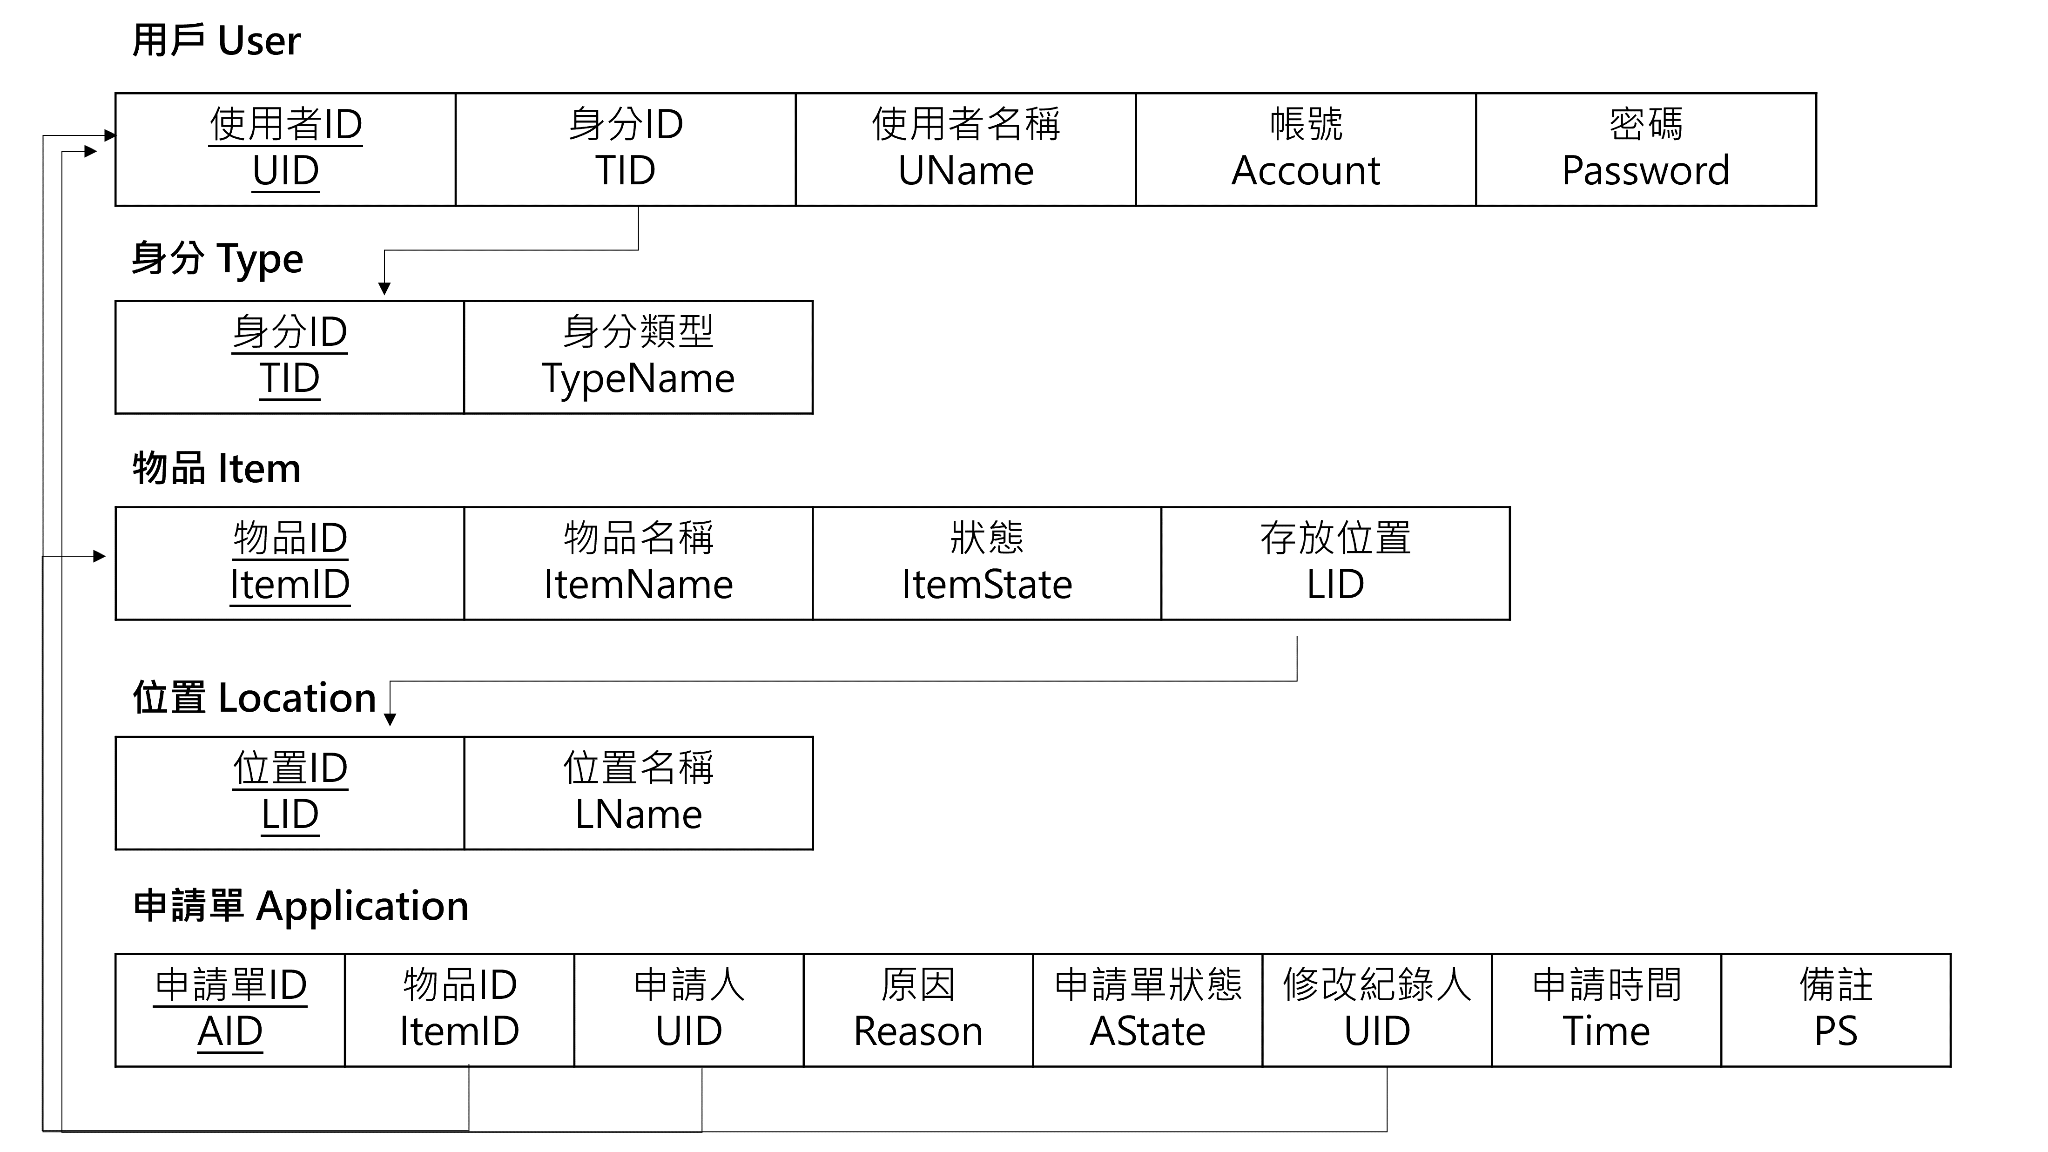 用戶 User
使用者ID 身分ID 使用者名稱 帳號 密碼
UID TID UName Account Password
身分 Type
身分ID 身分類型
TID TypeName
物品 Item
物品ID 物品名稱 狀態 存放位置
ItemID ItemName ItemState LID
位置 Location
位置ID 位置名稱
LID LName
申請單 Application
申請單ID 物品ID 申請人 原因 申請單狀態 修改紀錄人 申請時間 備註
AID ItemID UID Reason AState UID Time PS